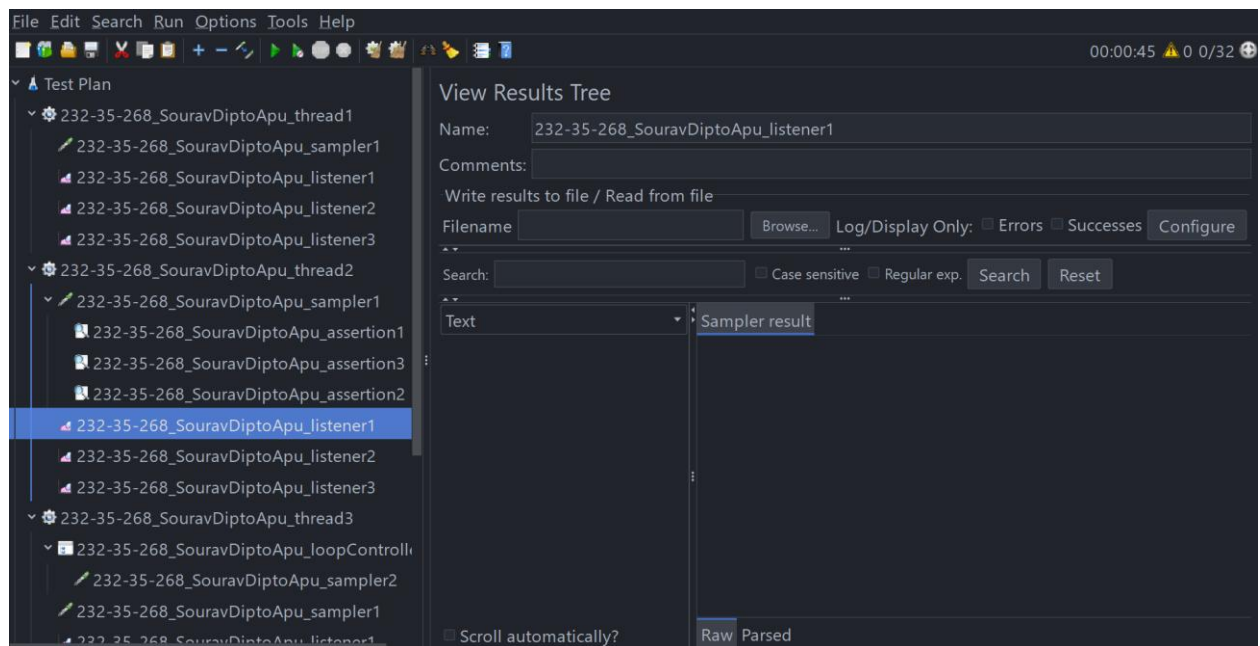 File Edit Search Run Options Tools Help
00:00:45 0 0/32
Test Plan
232-35-268_SouravDiptoApu_thread1
232-35-268_SouravDiptoApu_sampler1
232-35-268_SouravDiptoApu_listener1
232-35-268_SouravDiptoApu_listener2
232-35-268_SouravDiptoApu_listener3
232-35-268_SouravDiptoApu_thread2
232-35-268_SouravDiptoApu_sampler1
232-35-268_SouravDiptoApu_assertion1
232-35-268_SouravDiptoApu_assertion3
232-35-268_SouravDiptoApu_assertion2
232-35-268_SouravDiptoApu_listener1
232-35-268_SouravDiptoApu_listener2
232-35-268_SouravDiptoApu_listener3
232-35-268_SouravDiptoApu_thread3
232-35-268_SouravDiptoApu_loopControll
232-35-268_SouravDiptoApu_sampler2
232-35-268_SouravDiptoApu_sampler1
232-35-268_SouravDiptoApu_listener1
View Results Tree
Name: 232-35-268_SouravDiptoApu_listener1
Comments:
Write results to file / Read from file
Filename Browse... Log/Display Only: Errors Successes Configure
Search: Case sensitive Regular exp. Search Reset
Text Sampler result
Scroll automatically? Raw Parsed